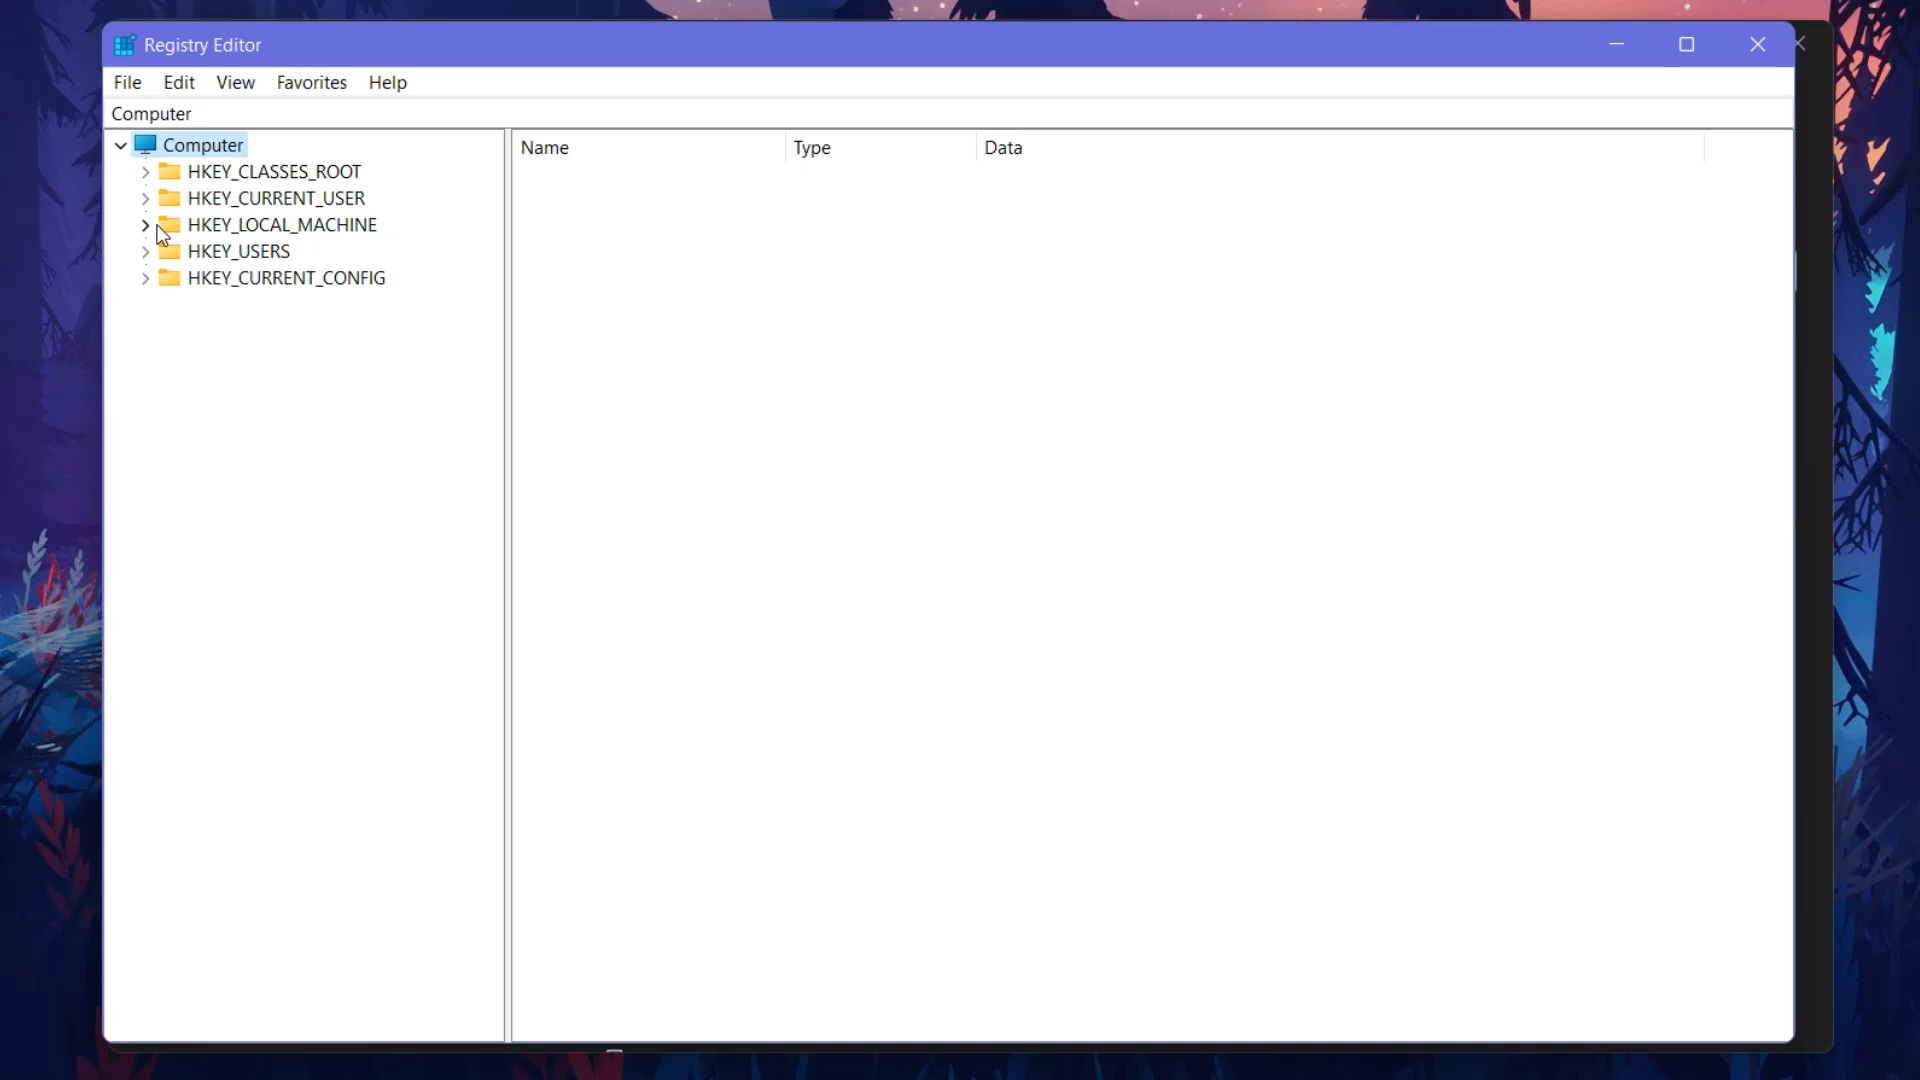 Registry Editor
File Edit View Favorites Help
Computer
Computer
HKEY_CLASSES_ROOT
HKEY_CURRENT_USER
HKEY_LOCAL_MACHINE
HKEY_USERS
HKEY_CURRENT_CONFIG
Name Type Data